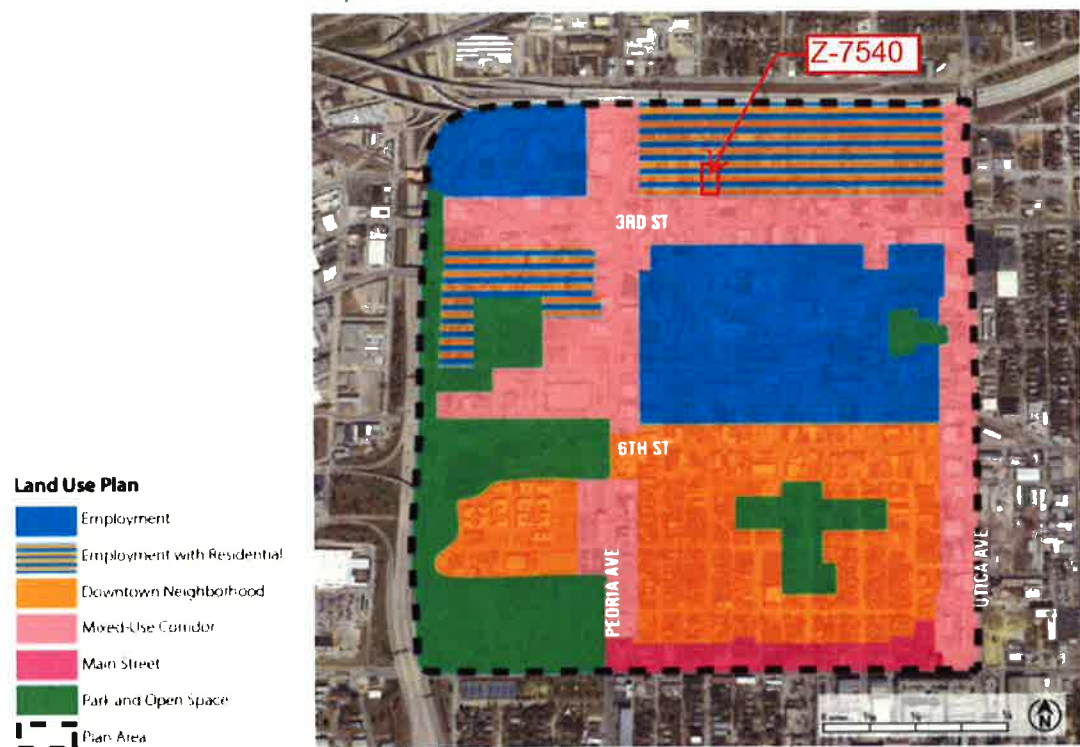 Z-7540
3RD ST
6TH ST
PEORIA AVE
UTICA AVE
Land Use Plan
Employment
Employment with Residential
Downtown Neighborhood
Mixed-Use Corridor
Main Street
Park and Open Space
Plan Area
N